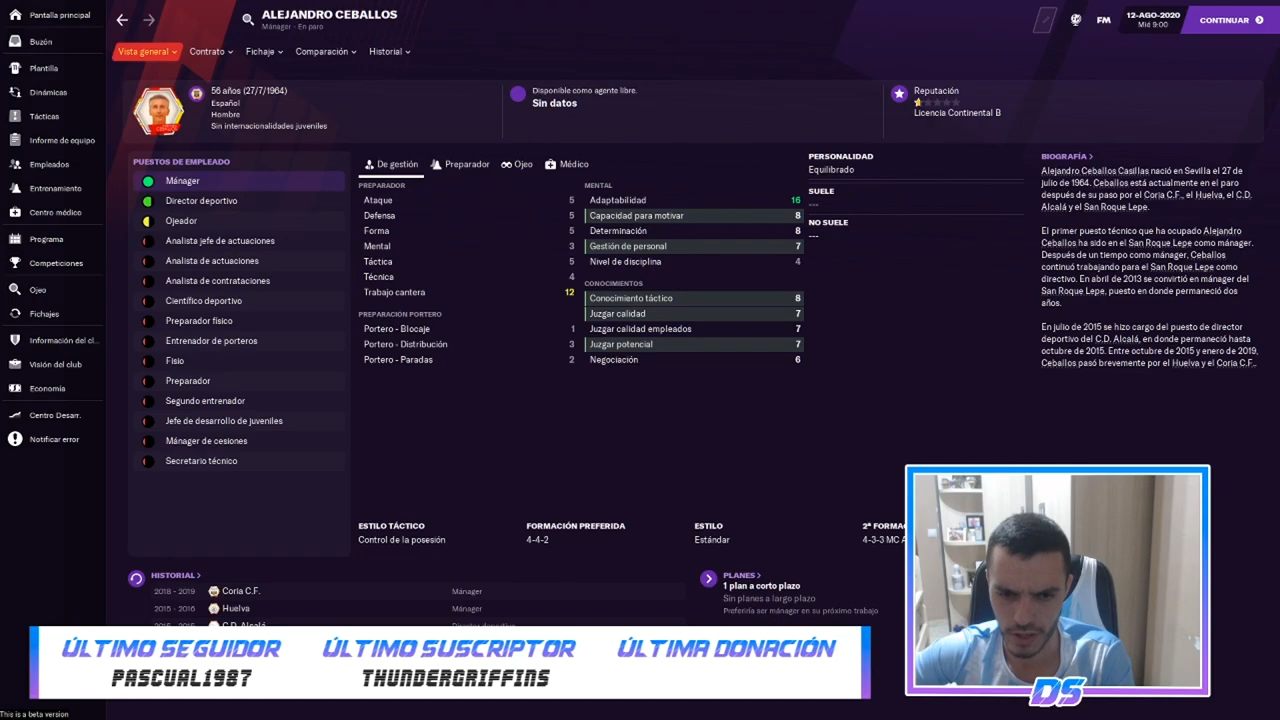 Pantalla principal
Buzón
Plantilla
Dinámicas
Tácticas
Informe de equipo
Empleados
Entrenamiento
Centro médico
Programa
Competiciones
Ojeo
Fichajes
Información del cl...
Visión del club
Economía
Centro Desarr.
Notificar error
This is a beta version
ALEJANDRO CEBALLOS
Mánager - En paro
FM
12-AGO-2020
Mié 9:00
CONTINUAR
Vista general
Contrato
Fichaje
Comparación
Historial
56 años (27/7/1964)
Español
Hombre
Sin internacionalidades juveniles
Disponible como agente libre.
Sin datos
Reputación
Licencia Continental B
PUESTOS DE EMPLEADO
Mánager
Director deportivo
Ojeador
Analista jefe de actuaciones
Analista de actuaciones
Analista de contrataciones
Científico deportivo
Preparador físico
Entrenador de porteros
Fisio
Preparador
Segundo entrenador
Jefe de desarrollo de juveniles
Mánager de cesiones
Secretario técnico
De gestión
Preparador
Ojeo
Médico
PREPARADOR
Ataque 5
Defensa 5
Forma 5
Mental 3
Táctica 5
Técnica 4
Trabajo cantera 12
PREPARACIÓN PORTERO
Portero - Blocaje 1
Portero - Distribución 3
Portero - Paradas 2
MENTAL
Adaptabilidad 16
Capacidad para motivar 8
Determinación 8
Gestión de personal 7
Nivel de disciplina 4
CONOCIMIENTOS
Conocimiento táctico 8
Juzgar calidad 7
Juzgar calidad empleados 7
Juzgar potencial 7
Negociación 6
PERSONALIDAD
Equilibrado
SUELE
---
NO SUELE
---
BIOGRAFÍA >
Alejandro Ceballos Casillas nació en Sevilla el 27 de
julio de 1964. Ceballos está actualmente en el paro
después de su paso por el Coria C.F., el Huelva, el C.D.
Alcalá y el San Roque Lepe.
El primer puesto técnico que ha ocupado Alejandro
Ceballos ha sido en el San Roque Lepe como mánager.
Después de un tiempo como mánager, Ceballos
continuó trabajando para el San Roque Lepe como
directivo. En abril de 2013 se convirtió en mánager del
San Roque Lepe, puesto en donde permaneció dos
años.
En julio de 2015 se hizo cargo del puesto de director
deportivo del C.D. Alcalá, en donde permaneció hasta
octubre de 2015. Entre octubre de 2015 y enero de 2019,
Ceballos pasó brevemente por el Huelva y el Coria C.F..
ESTILO TÁCTICO
Control de la posesión
FORMACIÓN PREFERIDA
4-4-2
ESTILO
Estándar
2ª FORMA
4-3-3 MC A
HISTORIAL >
2018 - 2019 Coria C.F. Mánager
2015 - 2016 Huelva Mánager
C.D. Alcalá Director deportivo
PLANES >
1 plan a corto plazo
Sin planes a largo plazo
Preferiría ser mánager en su próximo trabajo
ÚLTIMO SEGUIDOR
PASCUAL1987
ÚLTIMO SUSCRIPTOR
THUNDERGRIFFINS
ÚLTIMA DONACIÓN
DS